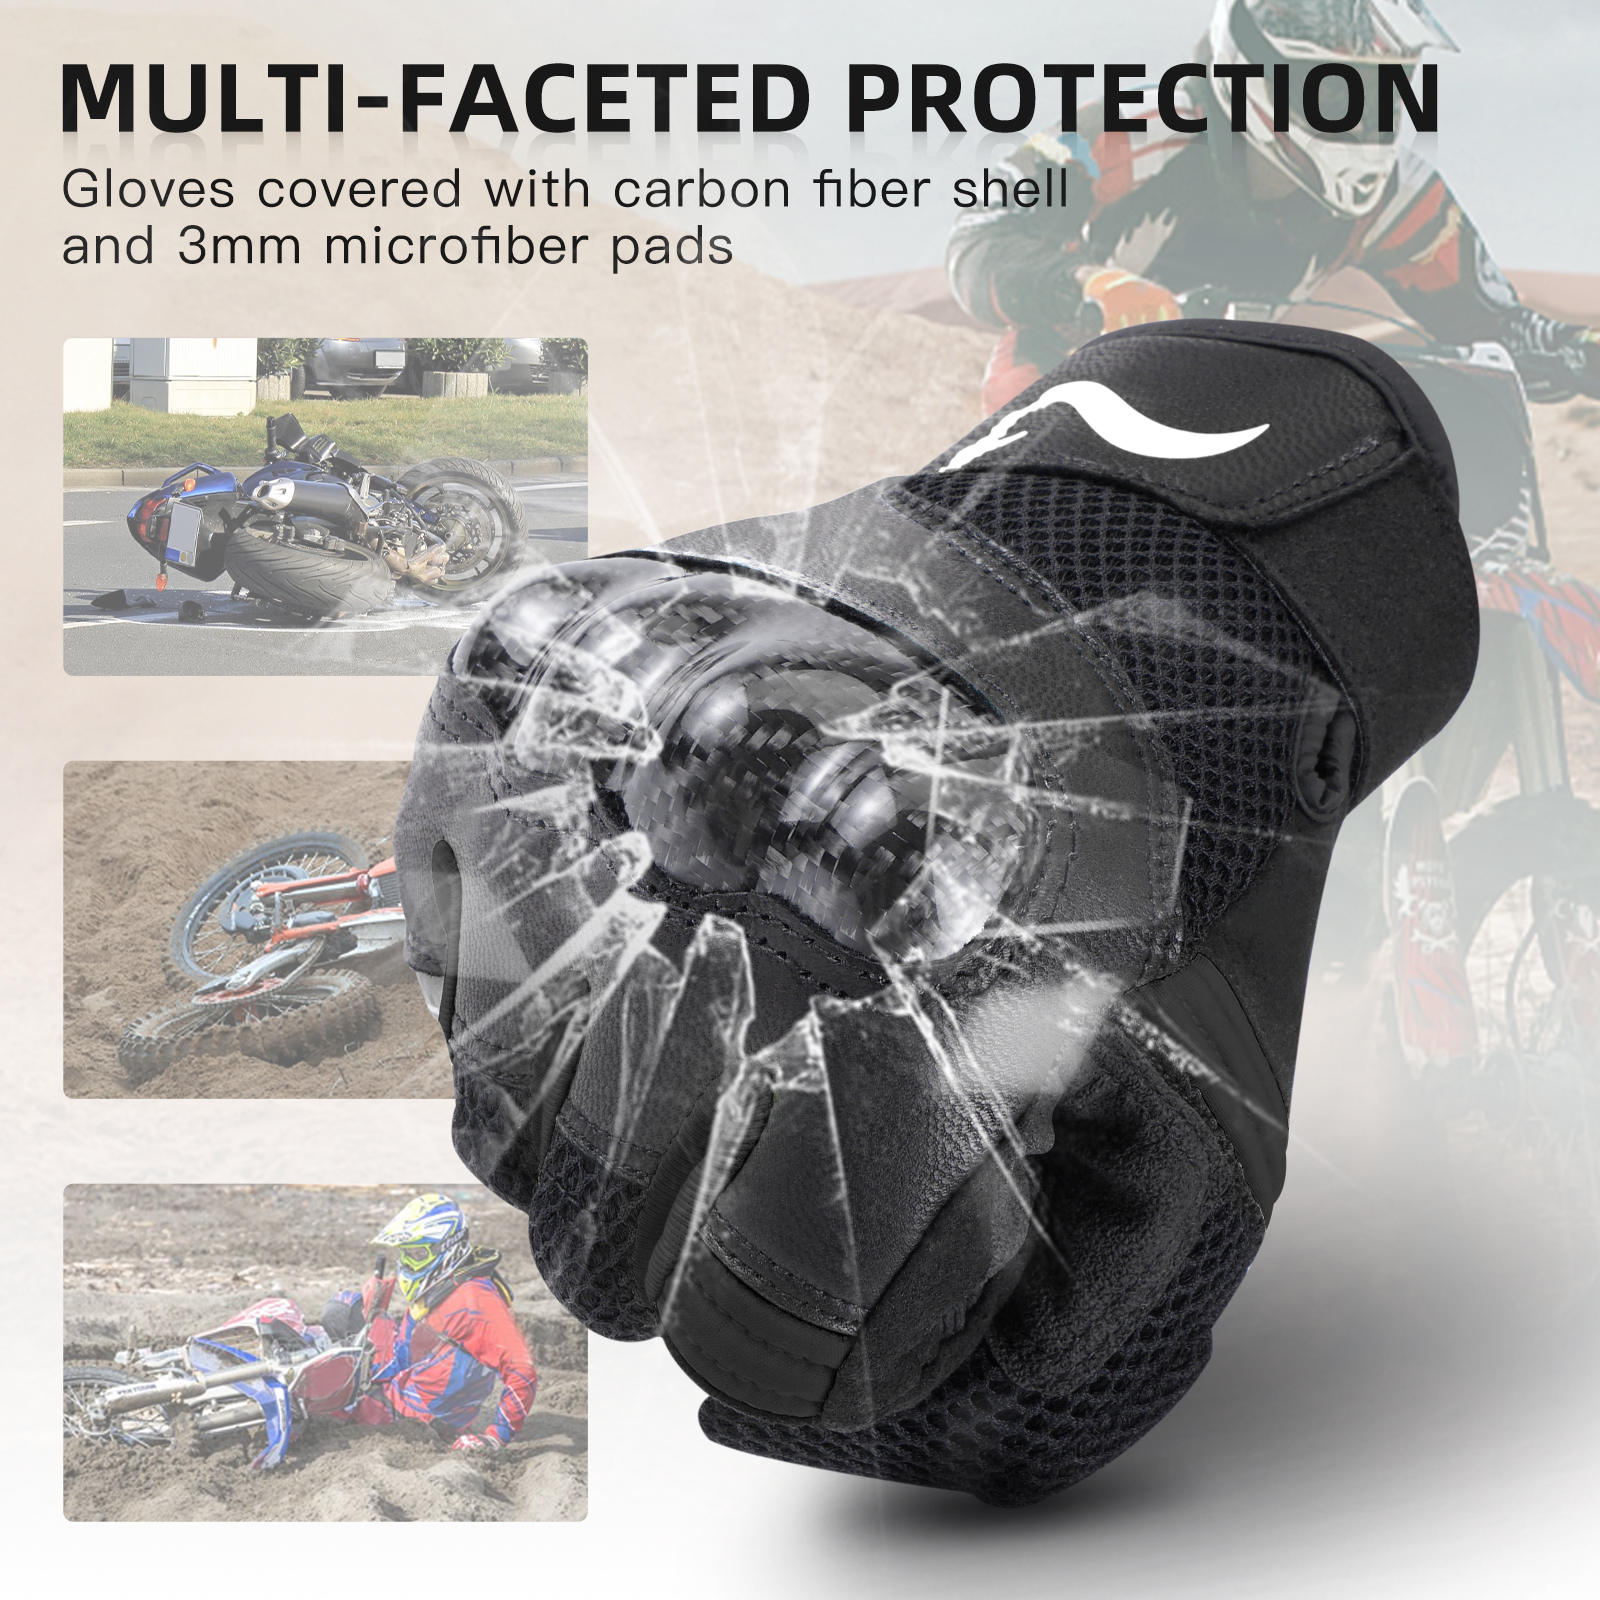 MULTI-FACETED PROTECTION
Gloves covered with carbon fiber shell
and 3mm microfiber pads